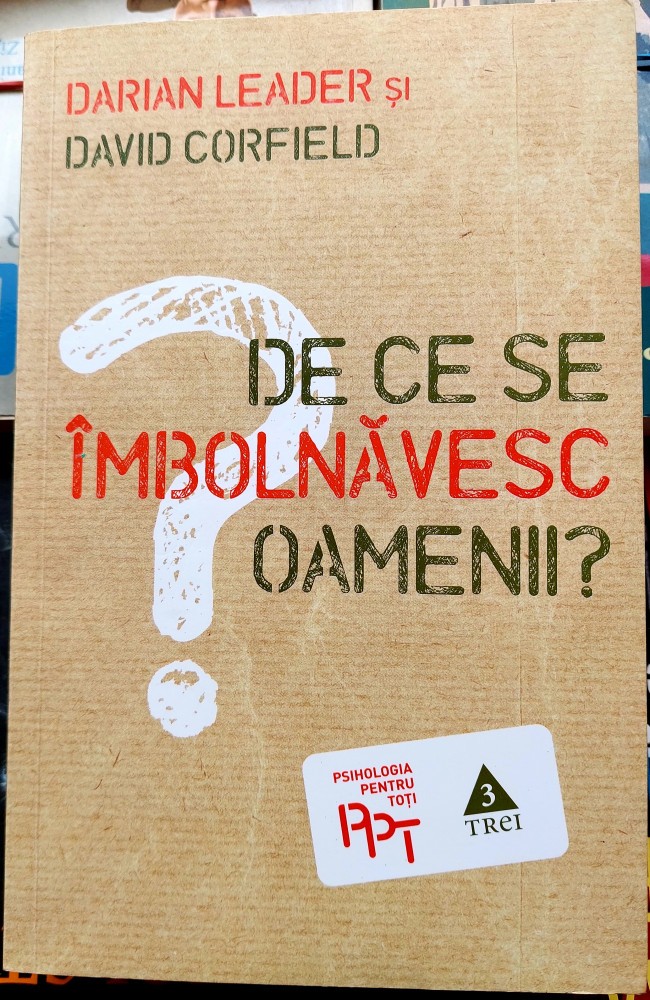 DARIAN LEADER ȘI
DAVID CORFIELD
DE CE SE
ÎMBOLNĂVESC
OAMENII?
PSIHOLOGIA
PENTRU
TOȚI
PPT
3
TREI